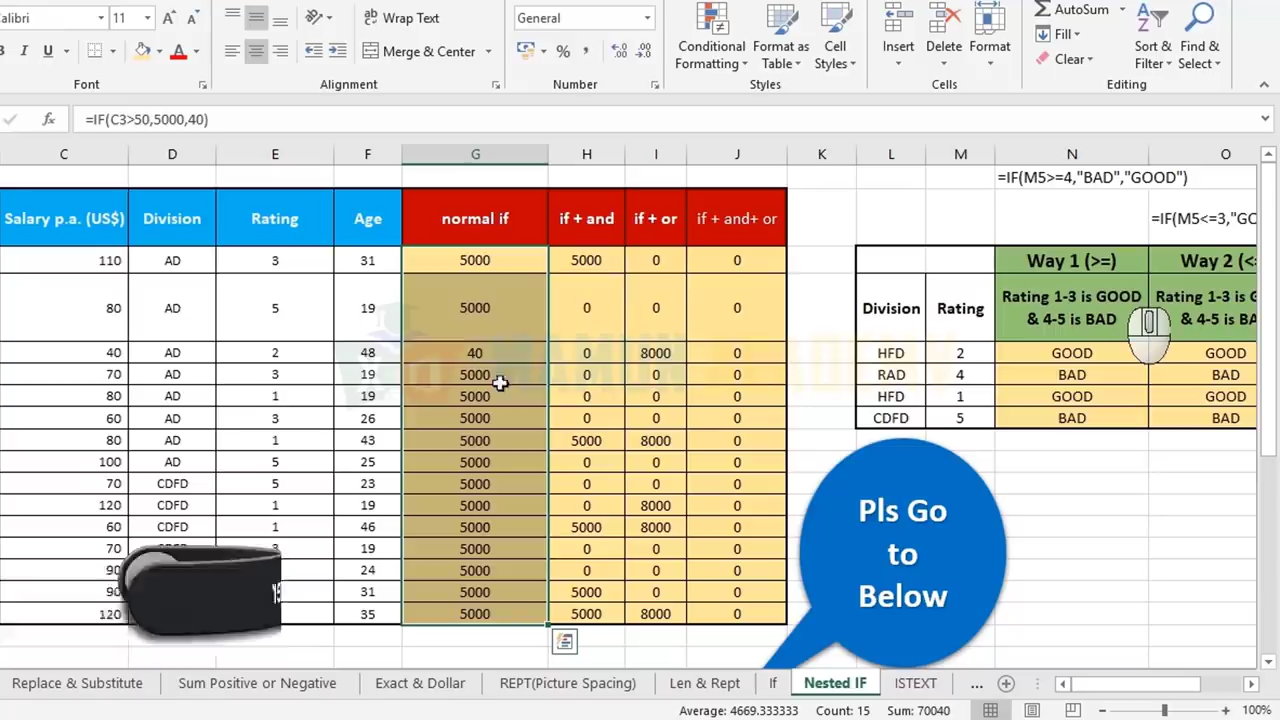 alibri 11 A A Wrap Text General Conditional Formatting Format as Table Cell Styles Insert Delete Format AutoSum Fill Clear Sort & Filter Find & Select
B I U A Merge & Center % ,
Font Alignment Number Styles Cells Editing
fx =IF(C3>50,5000,40)
C D E F G H I J K L M N O
=IF(M5>=4,"BAD","GOOD")
Salary p.a. (US$) Division Rating Age normal if if + and if + or if + and+ or =IF(M5<=3,"GO
110 AD 3 31 5000 5000 0 0 Way 1 (>=) Way 2 (<
80 AD 5 19 5000 0 0 0 Division Rating Rating 1-3 is GOOD & 4-5 is BAD Rating 1-3 is G & 4-5 is BA
40 AD 2 48 40 0 8000 0 HFD 2 GOOD GOOD
70 AD 3 19 5000 0 0 0 RAD 4 BAD BAD
80 AD 1 19 5000 0 0 0 HFD 1 GOOD GOOD
60 AD 3 26 5000 0 0 0 CDFD 5 BAD BAD
80 AD 1 43 5000 5000 8000 0
100 AD 5 25 5000 0 0 0
70 CDFD 5 23 5000 0 0 0
120 CDFD 1 19 5000 0 8000 0
60 CDFD 1 46 5000 5000 8000 0
70 19 5000 0 0 0
90 24 5000 0 0 0
90 31 5000 5000 0 0
120 35 5000 5000 8000 0
Pls Go
to
Below
Replace & Substitute Sum Positive or Negative Exact & Dollar REPT(Picture Spacing) Len & Rept If Nested IF ISTEXT ...
Average: 4669.333333 Count: 15 Sum: 70040 100%